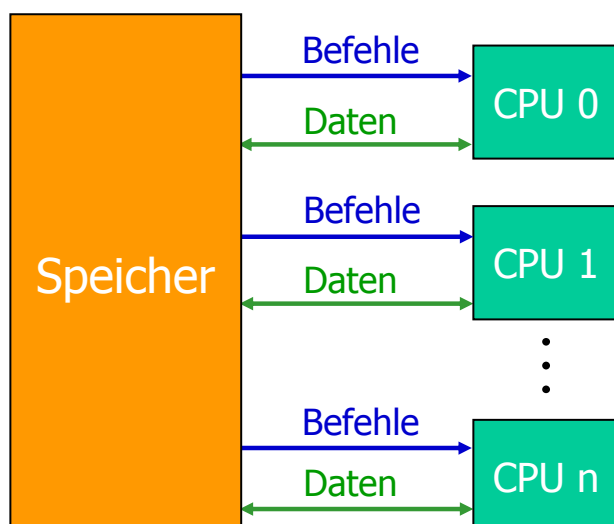 Speicher
Befehle
Daten
CPU 0
Befehle
Daten
CPU 1
Befehle
Daten
CPU n